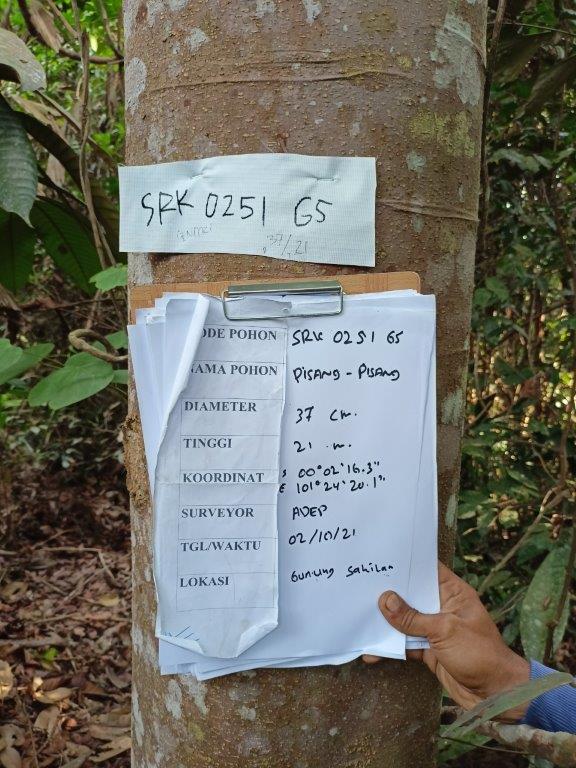 SRK 0251 G5
37/21
ODE POHON SRK 0251 G5
NAMA POHON PISANG - PISANG
DIAMETER 37 cm.
TINGGI 21 m.
KOORDINAT S 00°02'16.3"
E 101°24'20.1"
SURVEYOR ADEP
TGL/WAKTU 02/10/21
LOKASI Gunung Sahilan